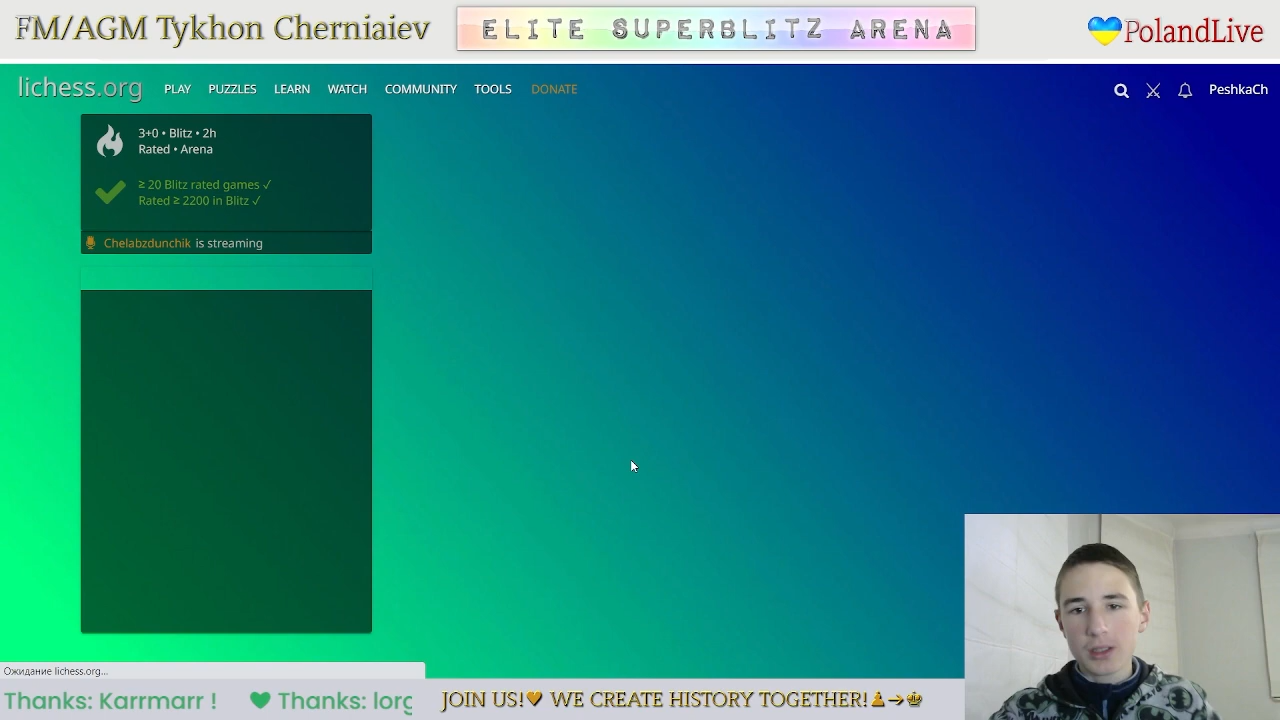 FM/AGM Tykhon Cherniaiev
ELITE SUPERBLITZ ARENA
PolandLive
lichess.org PLAY PUZZLES LEARN WATCH COMMUNITY TOOLS DONATE PeshkaCh
3+0 • Blitz • 2h
Rated • Arena
≥ 20 Blitz rated games ✓
Rated ≥ 2200 in Blitz ✓
Chelabzdunchik is streaming
Ожидание lichess.org...
Thanks: Karrmarr ! 💚 Thanks: lorg
JOIN US!🧡 WE CREATE HISTORY TOGETHER!♟➔♚